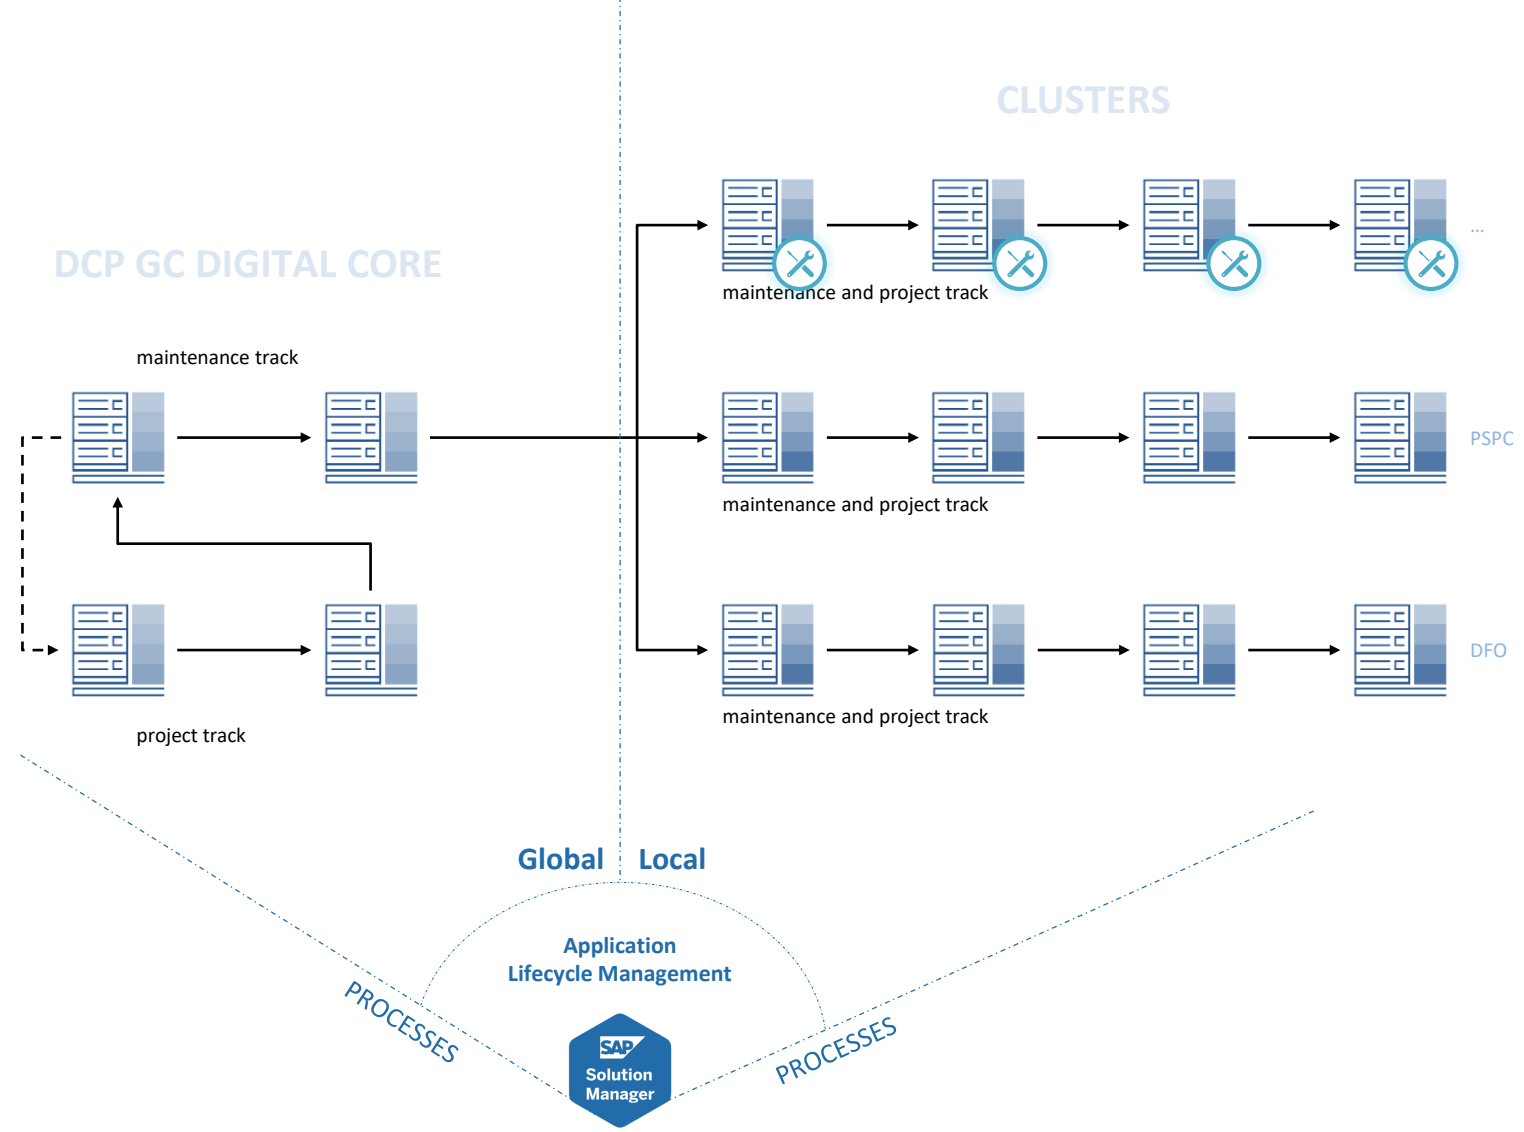 CLUSTERS
DCP GC DIGITAL CORE
...
maintenance and project track
maintenance track
PSPC
maintenance and project track
DFO
maintenance and project track
project track
Global
Local
Application
Lifecycle Management
PROCESSES
PROCESSES
SAP
Solution
Manager